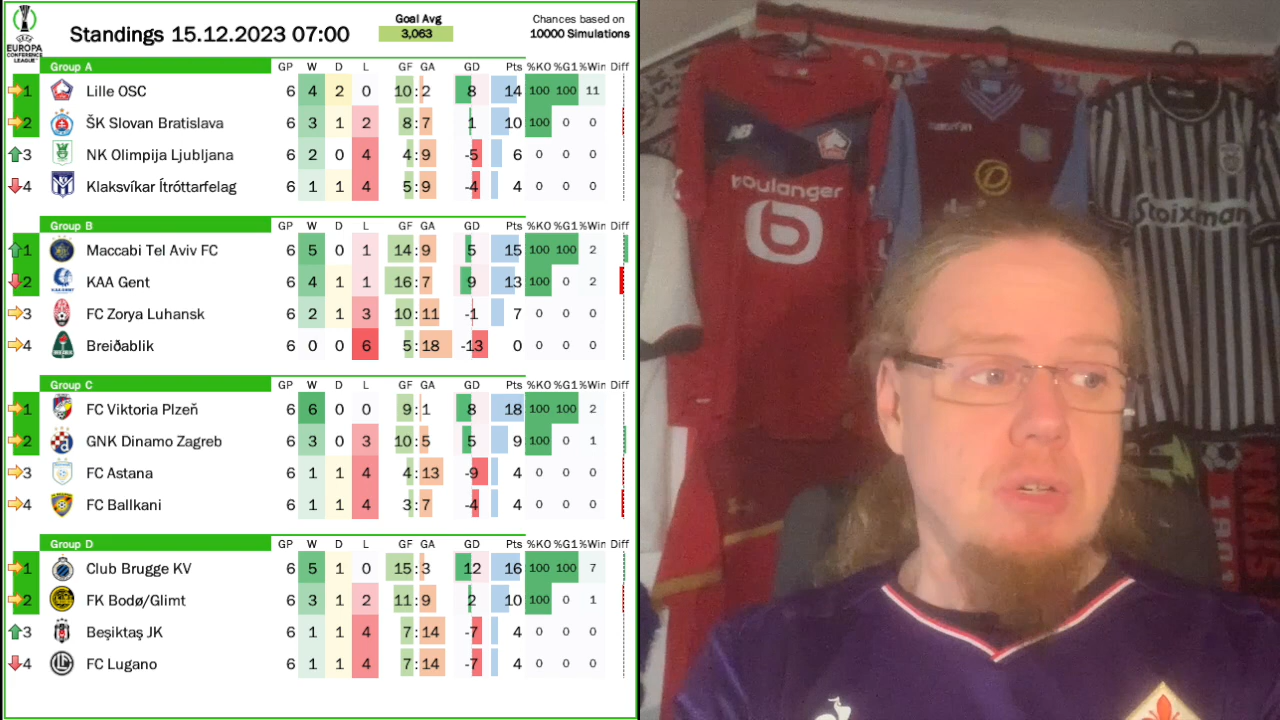 UEFA
EUROPA
CONFERENCE
LEAGUE
Standings 15.12.2023 07:00
Goal Avg
3,063
Chances based on
10000 Simulations
Group A GP W D L GF GA GD Pts %KO %G1 %Win Diff
1 Lille OSC 6 4 2 0 10 : 2 8 14 100 100 11
2 ŠK Slovan Bratislava 6 3 1 2 8 : 7 1 10 100 0 0
3 NK Olimpija Ljubljana 6 2 0 4 4 : 9 -5 6 0 0 0
4 Klaksvíkar Ítróttarfelag 6 1 1 4 5 : 9 -4 4 0 0 0
Group B GP W D L GF GA GD Pts %KO %G1 %Win Diff
1 Maccabi Tel Aviv FC 6 5 0 1 14 : 9 5 15 100 100 2
2 KAA Gent 6 4 1 1 16 : 7 9 13 100 0 2
3 FC Zorya Luhansk 6 2 1 3 10 : 11 -1 7 0 0 0
4 Breiðablik 6 0 0 6 5 : 18 -13 0 0 0 0
Group C GP W D L GF GA GD Pts %KO %G1 %Win Diff
1 FC Viktoria Plzeň 6 6 0 0 9 : 1 8 18 100 100 2
2 GNK Dinamo Zagreb 6 3 0 3 10 : 5 5 9 100 0 1
3 FC Astana 6 1 1 4 4 : 13 -9 4 0 0 0
4 FC Ballkani 6 1 1 4 3 : 7 -4 4 0 0 0
Group D GP W D L GF GA GD Pts %KO %G1 %Win Diff
1 Club Brugge KV 6 5 1 0 15 : 3 12 16 100 100 7
2 FK Bodø/Glimt 6 3 1 2 11 : 9 2 10 100 0 1
3 Beşiktaş JK 6 1 1 4 7 : 14 -7 4 0 0 0
4 FC Lugano 6 1 1 4 7 : 14 -7 4 0 0 0
boulanger
Stoiximan